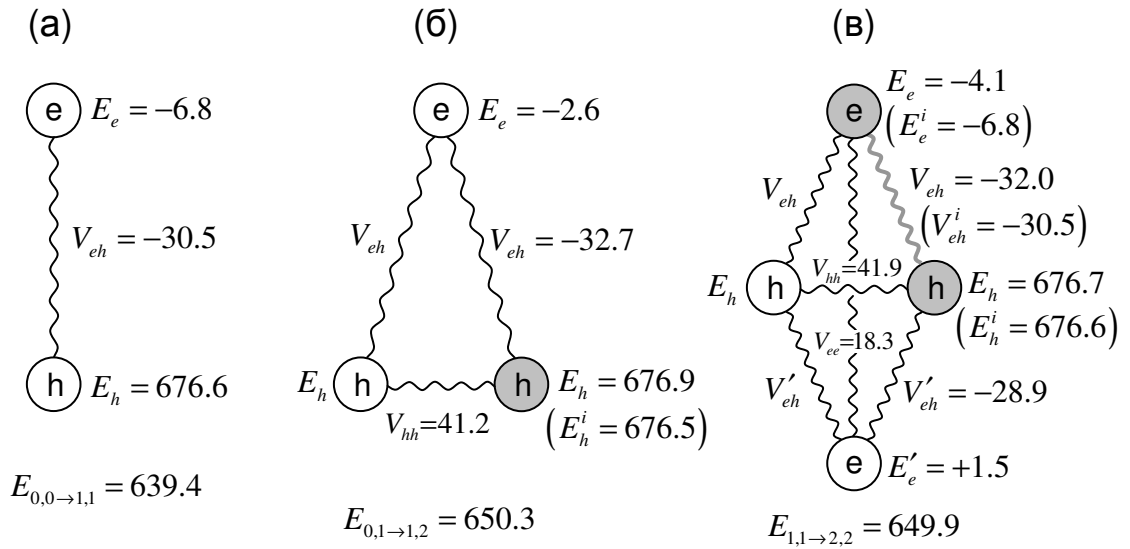 (а)
e
E_e = −6.8
V_eh = −30.5
h
E_h = 676.6
E_{0,0→1,1} = 639.4
(б)
e
E_e = −2.6
V_eh
V_eh = −32.7
E_h
h
h
E_h = 676.9
V_hh=41.2
(E_h^i = 676.5)
E_{0,1→1,2} = 650.3
(в)
e
E_e = −4.1
(E_e^i = −6.8)
V_eh
V_eh = −32.0
(V_eh^i = −30.5)
V_hh=41.9
E_h
h
h
E_h = 676.7
(E_h^i = 676.6)
V_ee=18.3
V′_eh
V′_eh = −28.9
e
E′_e = +1.5
E_{1,1→2,2} = 649.9